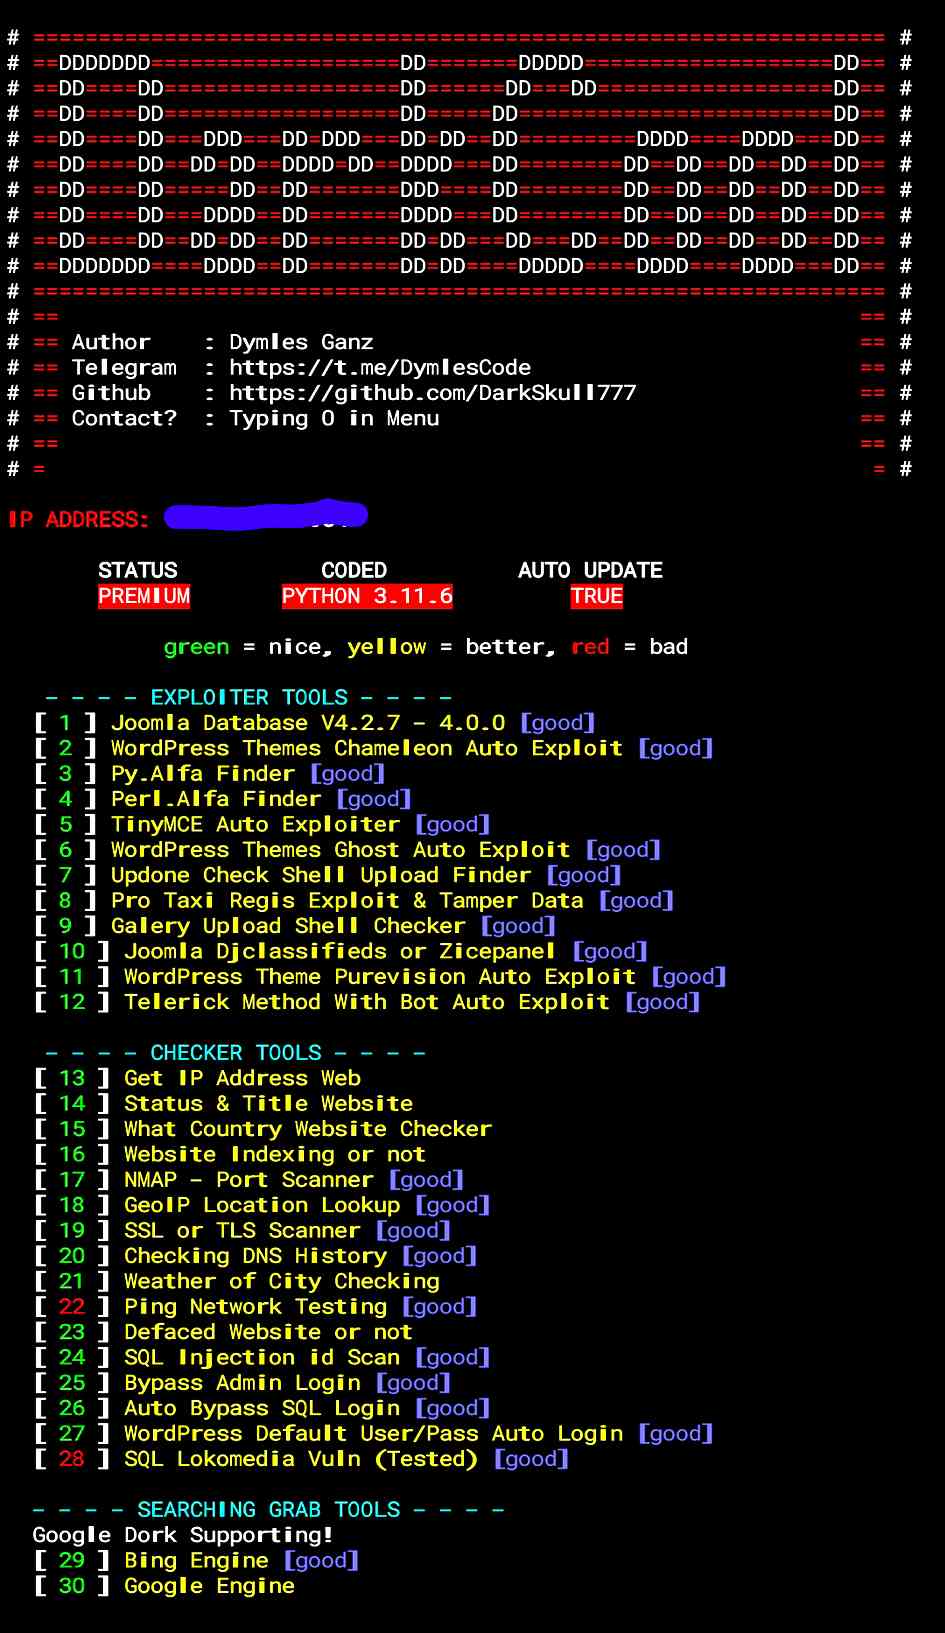 # ================================================================= #
# ==DDDDDDD===================DD=======DDDDD===================DD== #
# ==DD====DD==================DD======DD===DD==================DD== #
# ==DD====DD==================DD=====DD========================DD== #
# ==DD====DD===DDD===DD=DDD===DD=DD==DD=========DDDD====DDDD===DD== #
# ==DD====DD==DD=DD==DDDD=DD==DDDD===DD========DD==DD==DD==DD==DD== #
# ==DD====DD=====DD==DD=======DDD====DD========DD==DD==DD==DD==DD== #
# ==DD====DD===DDDD==DD=======DDDD===DD========DD==DD==DD==DD==DD== #
# ==DD====DD==DD=DD==DD=======DD=DD===DD===DD==DD==DD==DD==DD==DD== #
# ==DDDDDDD====DDDD==DD=======DD=DD====DDDDD====DDDD====DDDD===DD== #
# ================================================================= #
# == == #
# == Author : Dymles Ganz == #
# == Telegram : https://t.me/DymlesCode == #
# == Github : https://github.com/DarkSkull777 == #
# == Contact? : Typing 0 in Menu == #
# == == #
# = = #
IP ADDRESS:
STATUS CODED AUTO UPDATE
PREMIUM PYTHON 3.11.6 TRUE
green = nice, yellow = better, red = bad
- - - - EXPLOITER TOOLS - - - -
[ 1 ] Joomla Database V4.2.7 - 4.0.0 [good]
[ 2 ] WordPress Themes Chameleon Auto Exploit [good]
[ 3 ] Py.Alfa Finder [good]
[ 4 ] Perl.Alfa Finder [good]
[ 5 ] TinyMCE Auto Exploiter [good]
[ 6 ] WordPress Themes Ghost Auto Exploit [good]
[ 7 ] Updone Check Shell Upload Finder [good]
[ 8 ] Pro Taxi Regis Exploit & Tamper Data [good]
[ 9 ] Galery Upload Shell Checker [good]
[ 10 ] Joomla Djclassifieds or Zicepanel [good]
[ 11 ] WordPress Theme Purevision Auto Exploit [good]
[ 12 ] Telerick Method With Bot Auto Exploit [good]
- - - - CHECKER TOOLS - - - -
[ 13 ] Get IP Address Web
[ 14 ] Status & Title Website
[ 15 ] What Country Website Checker
[ 16 ] Website Indexing or not
[ 17 ] NMAP - Port Scanner [good]
[ 18 ] GeoIP Location Lookup [good]
[ 19 ] SSL or TLS Scanner [good]
[ 20 ] Checking DNS History [good]
[ 21 ] Weather of City Checking
[ 22 ] Ping Network Testing [good]
[ 23 ] Defaced Website or not
[ 24 ] SQL Injection id Scan [good]
[ 25 ] Bypass Admin Login [good]
[ 26 ] Auto Bypass SQL Login [good]
[ 27 ] WordPress Default User/Pass Auto Login [good]
[ 28 ] SQL Lokomedia Vuln (Tested) [good]
- - - - SEARCHING GRAB TOOLS - - - -
Google Dork Supporting!
[ 29 ] Bing Engine [good]
[ 30 ] Google Engine